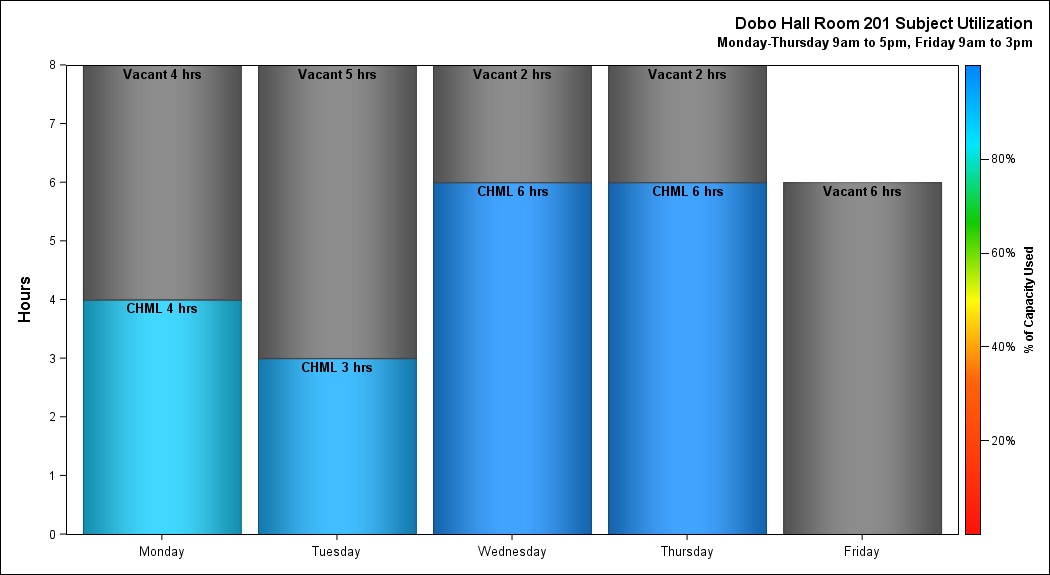 Dobo Hall Room 201 Subject Utilization
Monday-Thursday 9am to 5pm, Friday 9am to 3pm
Hours
8
7
6
5
4
3
2
1
0
Vacant 4 hrs
CHML 4 hrs
Vacant 5 hrs
CHML 3 hrs
Vacant 2 hrs
CHML 6 hrs
Vacant 2 hrs
CHML 6 hrs
Vacant 6 hrs
Monday
Tuesday
Wednesday
Thursday
Friday
80%
60%
40%
20%
% of Capacity Used